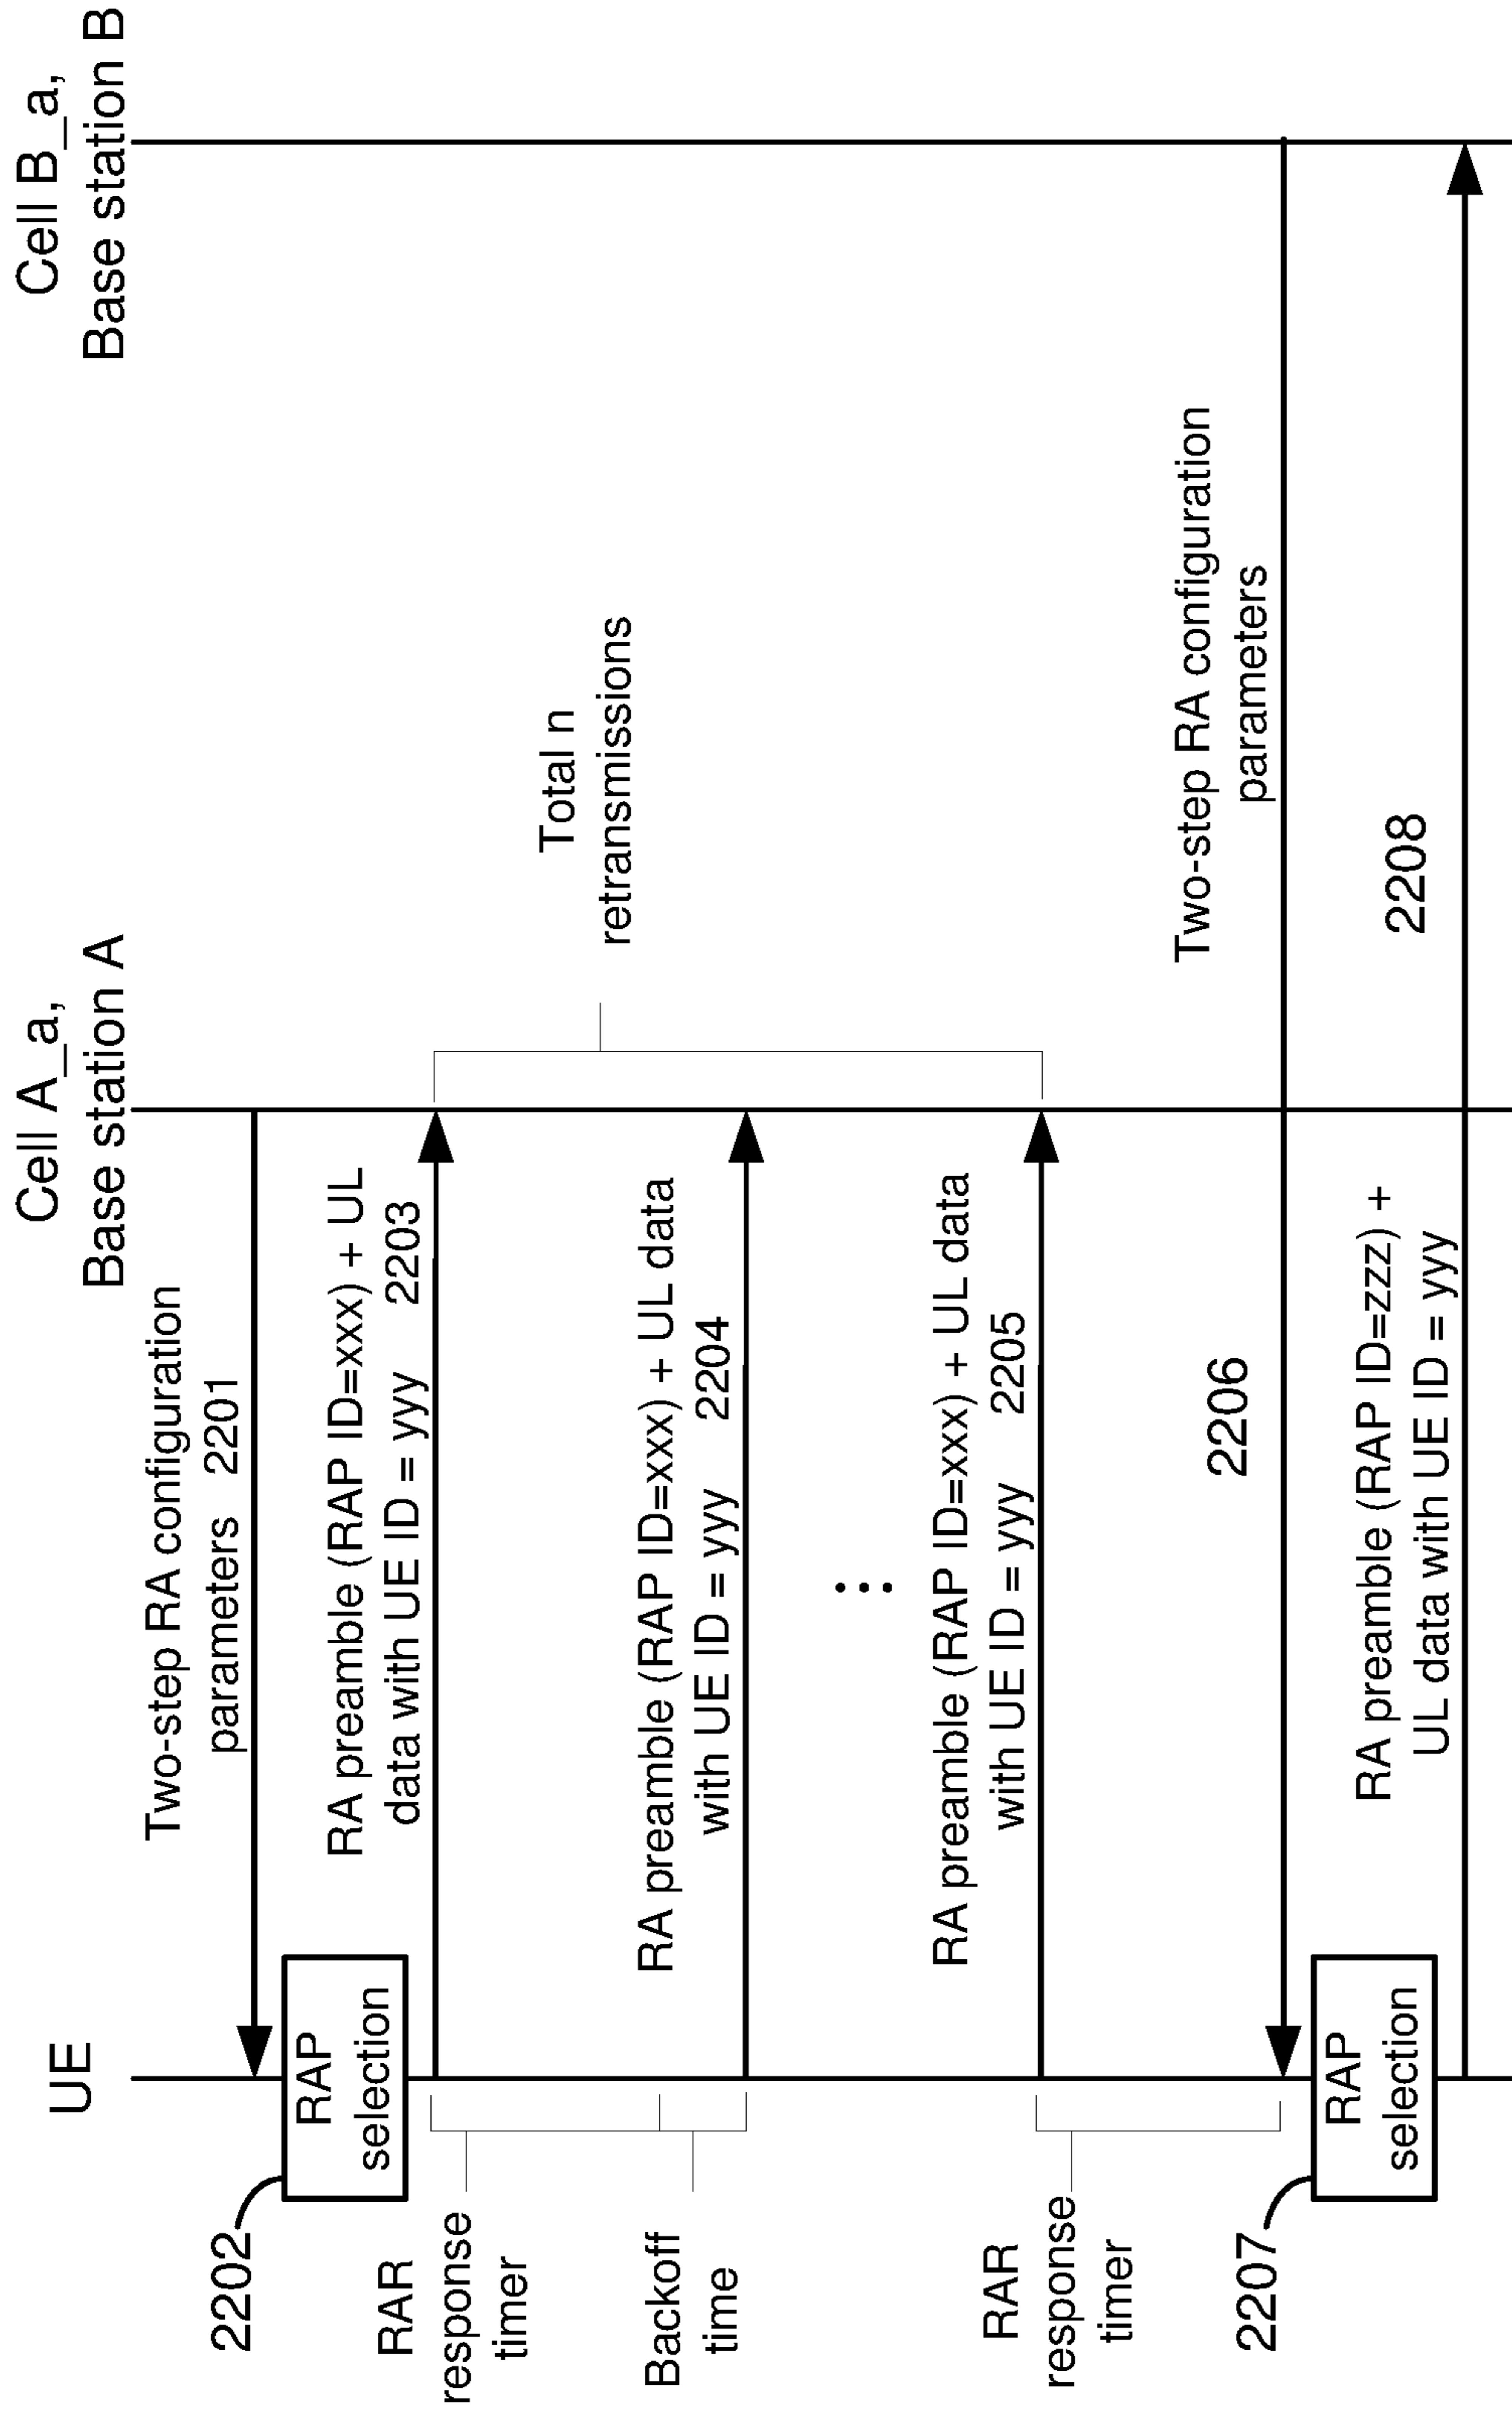 UE
Cell A_a,
Base station A
Cell B_a,
Base station B
Two-step RA configuration
parameters 2201
2202
RAP
selection
RA preamble (RAP ID=xxx) + UL
data with UE ID = yyy 2203
RAR
response
timer
Total n
retransmissions
Backoff
time
RA preamble (RAP ID=xxx) + UL data
with UE ID = yyy 2204
RA preamble (RAP ID=xxx) + UL data
with UE ID = yyy 2205
RAR
response
timer
Two-step RA configuration
parameters
2206
2207
RAP
selection
RA preamble (RAP ID=zzz) +
UL data with UE ID = yyy
2208